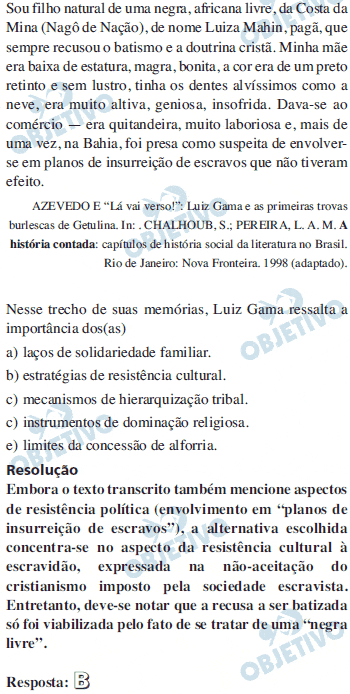 Sou filho natural de uma negra, africana livre, da Costa da
Mina (Nagô de Nação), de nome Luiza Mahin, pagã, que
sempre recusou o batismo e a doutrina cristã. Minha mãe
era baixa de estatura, magra, bonita, a cor era de um preto
retinto e sem lustro, tinha os dentes alvíssimos como a
neve, era muito altiva, geniosa, insofrida. Dava-se ao
comércio — era quitandeira, muito laboriosa e, mais de
uma vez, na Bahia, foi presa como suspeita de envolver-
se em planos de insurreição de escravos que não tiveram
efeito.
AZEVEDO E “Lá vai verso!”: Luiz Gama e as primeiras trovas
burlescas de Getulina. In: . CHALHOUB, S.; PEREIRA, L. A. M. A
história contada: capítulos de história social da literatura no Brasil.
Rio de Janeiro: Nova Fronteira. 1998 (adaptado).
Nesse trecho de suas memórias, Luiz Gama ressalta a
importância dos(as)
a) laços de solidariedade familiar.
b) estratégias de resistência cultural.
c) mecanismos de hierarquização tribal.
c) instrumentos de dominação religiosa.
e) limites da concessão de alforria.
Resolução
Embora o texto transcrito também mencione aspectos
de resistência política (envolvimento em “planos de
insurreição de escravos”), a alternativa escolhida
concentra-se no aspecto da resistência cultural à
escravidão, expressada na não-aceitação do
cristianismo imposto pela sociedade escravista.
Entretanto, deve-se notar que a recusa a ser batizada
só foi viabilizada pelo fato de se tratar de uma “negra
livre”.
Resposta: B
OBJETIVO
OBJETIVO
OBJETIVO
OBJETIVO
OBJETIVO
OBJETIVO
OBJETIVO
OBJETIVO
OBJETIVO